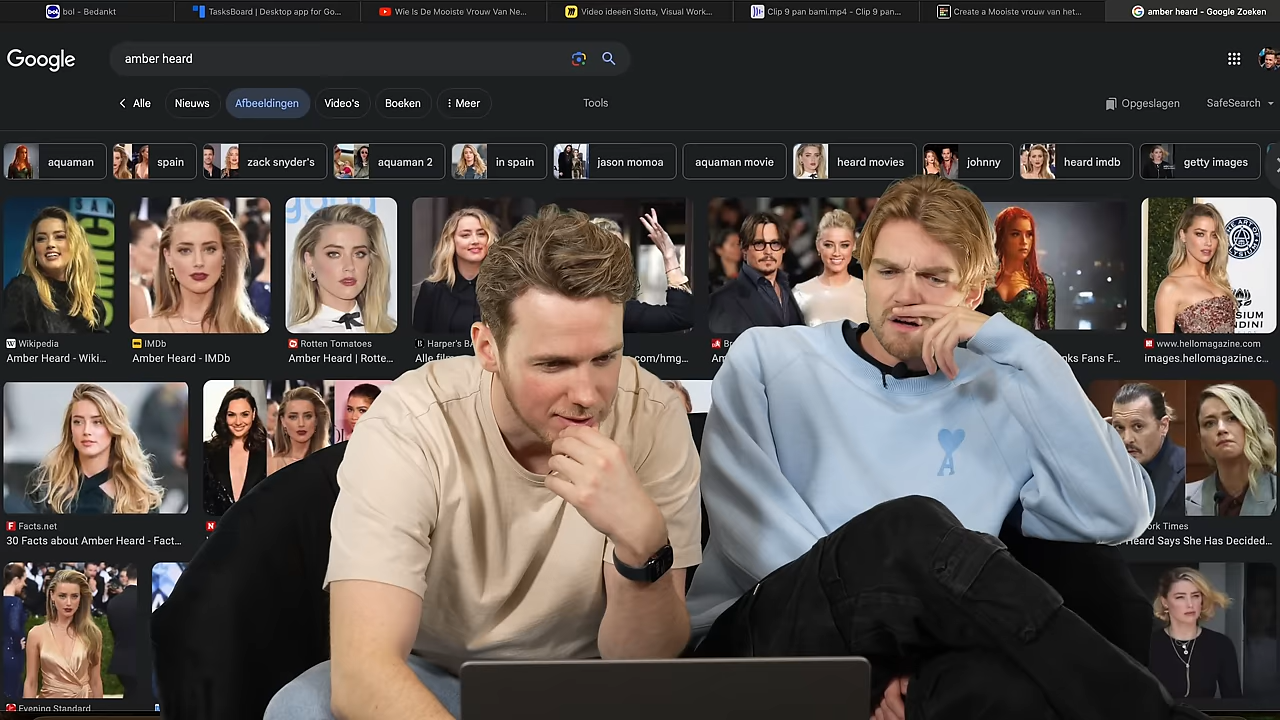 bol - Bedankt
TasksBoard | Desktop app for Go...
Wie Is De Mooiste Vrouw Van Ne...
Video ideeën Slotta, Visual Work...
Clip 9 pan bami.mp4 - Clip 9 pan...
Create a Mooiste vrouw van het...
amber heard - Google Zoeken
Google
amber heard
Alle
Nieuws
Afbeeldingen
Video's
Boeken
Meer
Tools
Opgeslagen
SafeSearch
aquaman
spain
zack snyder's
aquaman 2
in spain
jason momoa
aquaman movie
heard movies
johnny
heard imdb
getty images
Wikipedia
IMDb
Rotten Tomatoes
www.hellomagazine.com
Amber Heard - Wiki...
Amber Heard - IMDb
Amber Heard | Rotte...
Alle
.com/hmg...
Fans F...
images.hellomagazine.c...
Facts.net
Times
30 Facts about Amber Heard - Fact...
Heard Says She Has Decided...
A
Evening Standard